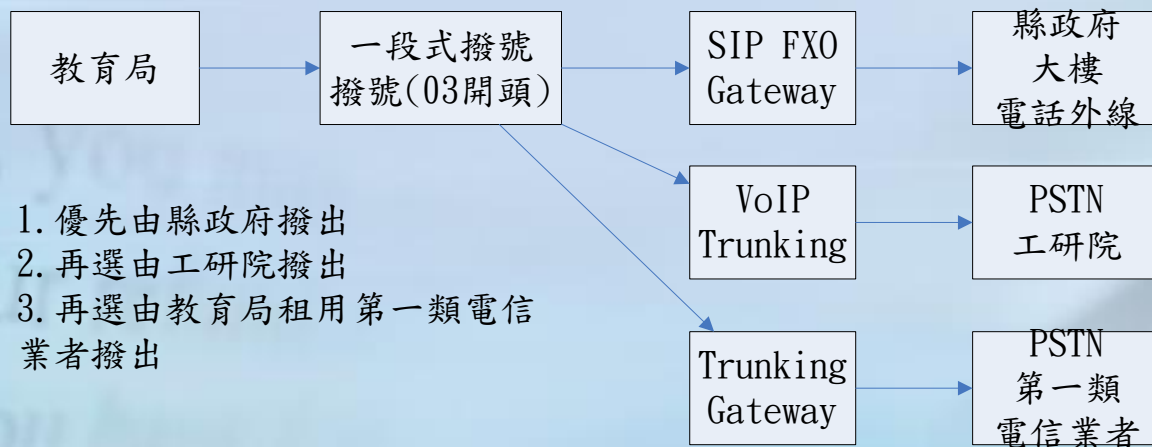 教育局
一段式撥號
撥號(03開頭)
SIP FXO
Gateway
縣政府
大樓
電話外線
VoIP
Trunking
PSTN
工研院
1.優先由縣政府撥出
2.再選由工研院撥出
3.再選由教育局租用第一類電信
業者撥出
Trunking
Gateway
PSTN
第一類
電信業者